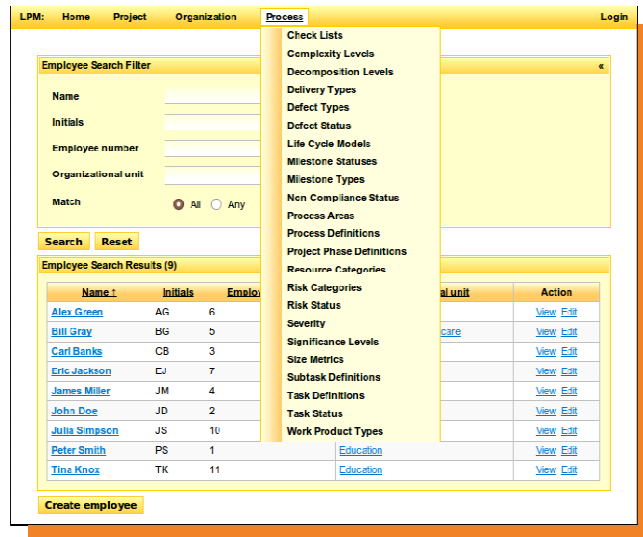 LPM: Home Project Organization Process Login
Check Lists
Complexity Levels
Decomposition Levels
Delivery Types
Defect Types
Defect Status
Life Cycle Models
Milestone Statuses
Milestone Types
Non Compliance Status
Process Areas
Process Definitions
Project Phase Definitions
Resource Categories
Risk Categories
Risk Status
Severity
Significance Levels
Size Metrics
Subtask Definitions
Task Definitions
Task Status
Work Product Types
Employee Search Filter «
Name
Initials
Employee number
Organizational unit
Match All Any
Search Reset
Employee Search Results (9)
Name ↑ Initials Employ al unit Action
Alex Green AG 6 View Edit
Bill Gray BG 5 care View Edit
Carl Banks CB 3 View Edit
Eric Jackson EJ 7 View Edit
James Miller JM 4 View Edit
John Doe JD 2 View Edit
Julia Simpson JS 10 View Edit
Peter Smith PS 1 Education View Edit
Tina Knox TK 11 Education View Edit
Create employee